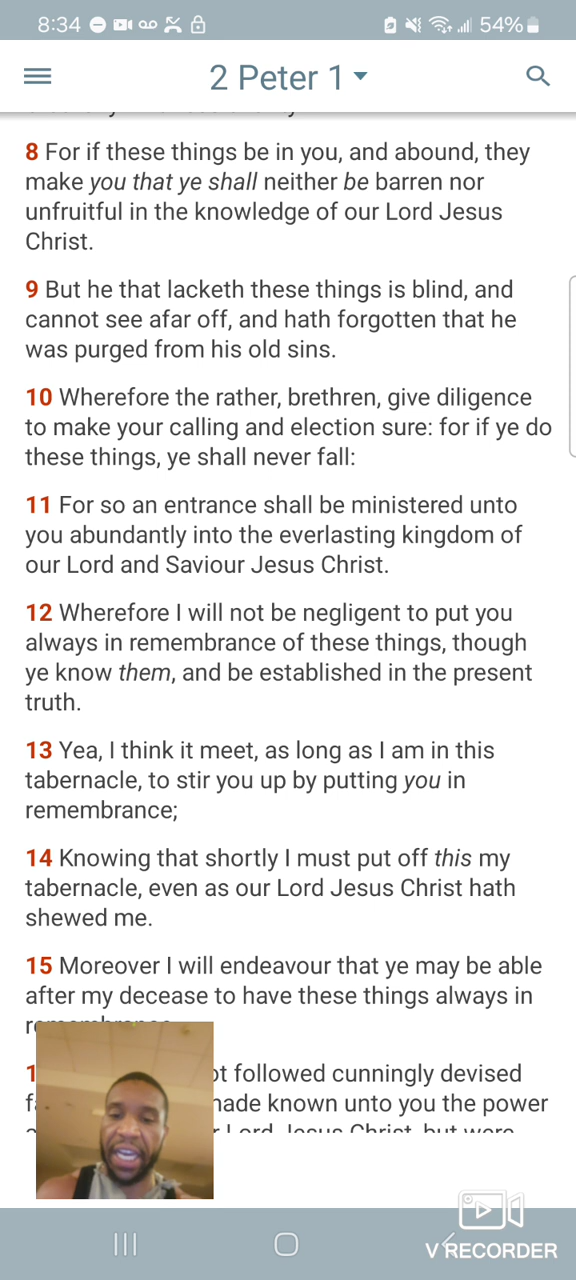 8:34
54%
2 Peter 1
8 For if these things be in you, and abound, they
make you that ye shall neither be barren nor
unfruitful in the knowledge of our Lord Jesus
Christ.
9 But he that lacketh these things is blind, and
cannot see afar off, and hath forgotten that he
was purged from his old sins.
10 Wherefore the rather, brethren, give diligence
to make your calling and election sure: for if ye do
these things, ye shall never fall:
11 For so an entrance shall be ministered unto
you abundantly into the everlasting kingdom of
our Lord and Saviour Jesus Christ.
12 Wherefore I will not be negligent to put you
always in remembrance of these things, though
ye know them, and be established in the present
truth.
13 Yea, I think it meet, as long as I am in this
tabernacle, to stir you up by putting you in
remembrance;
14 Knowing that shortly I must put off this my
tabernacle, even as our Lord Jesus Christ hath
shewed me.
15 Moreover I will endeavour that ye may be able
after my decease to have these things always in
followed cunningly devised
known unto you the power
Lord Jesus Christ, but were
V RECORDER